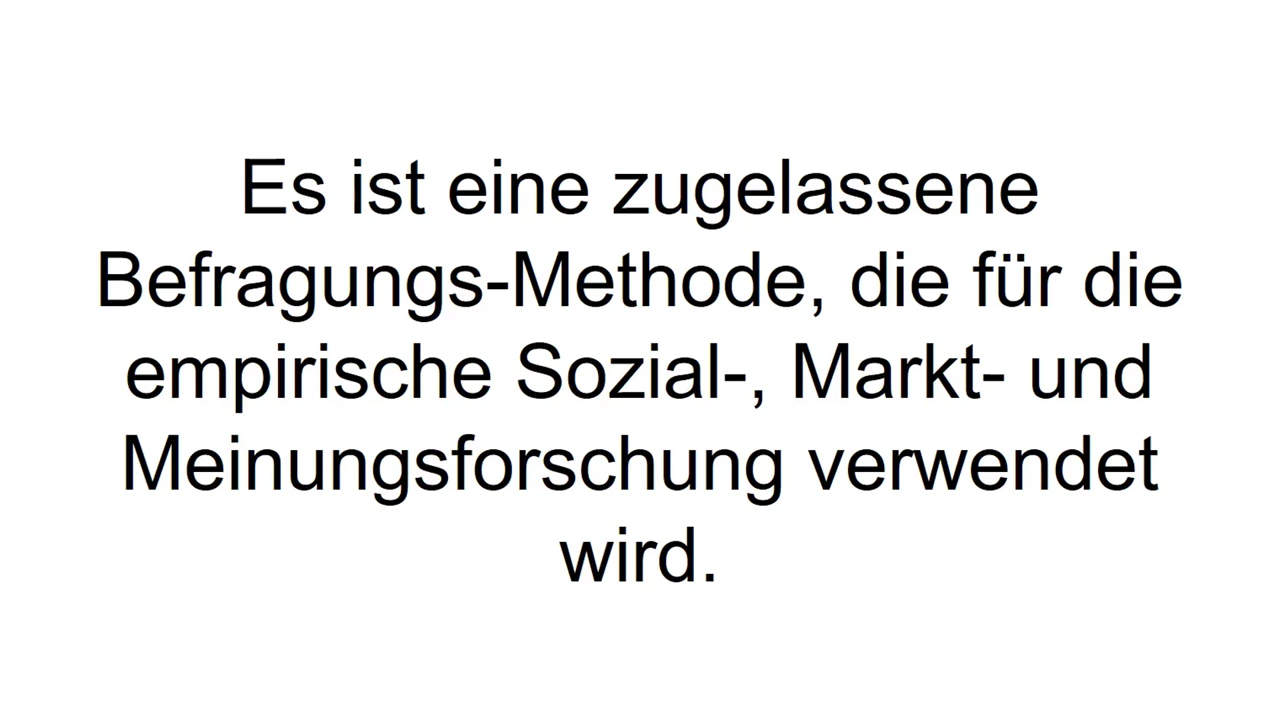 Es ist eine zugelassene
Befragungs-Methode, die für die
empirische Sozial-, Markt- und
Meinungsforschung verwendet
wird.